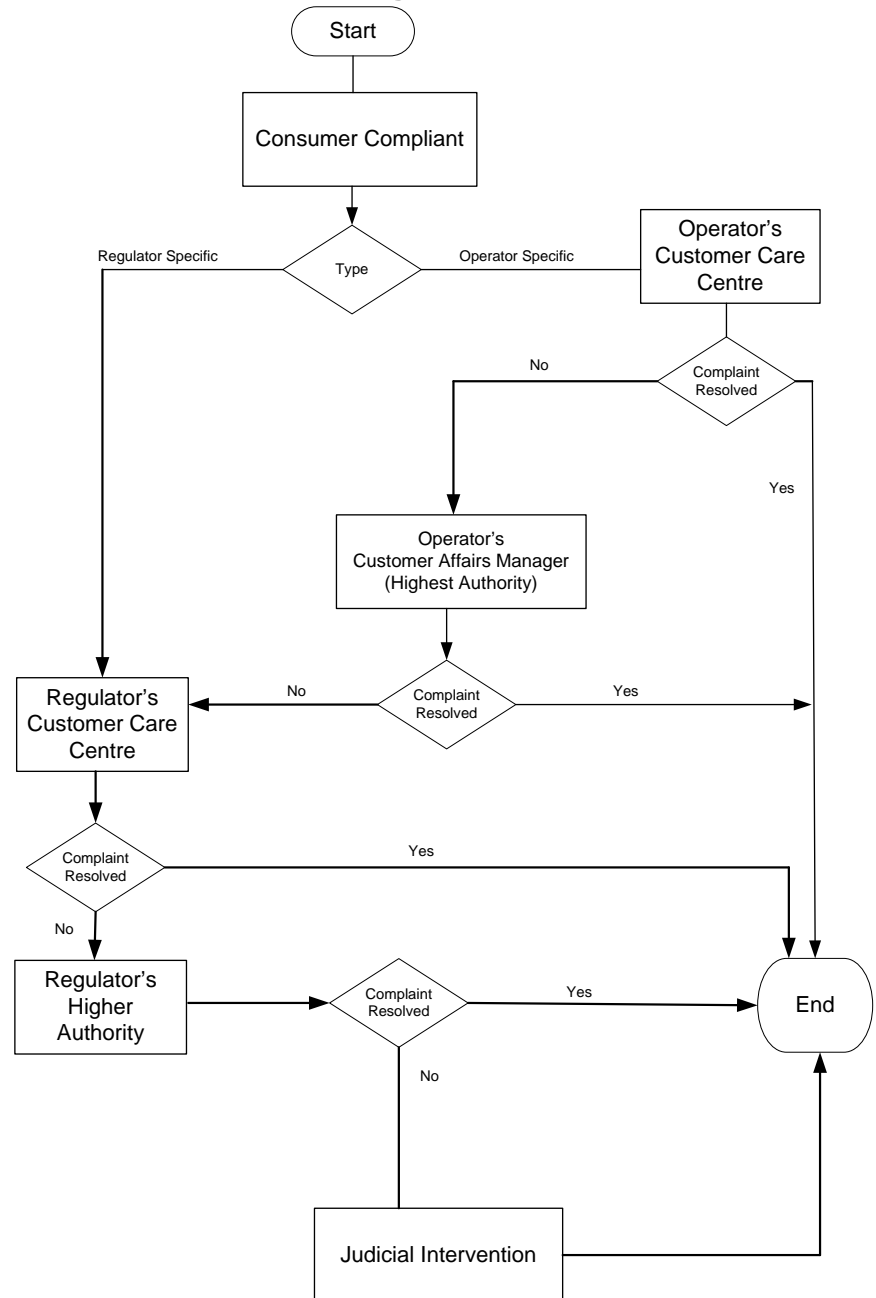 Start
Consumer Compliant
Regulator Specific
Type
Operator Specific
Operator's
Customer Care
Centre
No
Complaint
Resolved
Yes
Operator's
Customer Affairs Manager
(Highest Authority)
Regulator's
Customer Care
Centre
No
Complaint
Resolved
Yes
Complaint
Resolved
Yes
No
Regulator's
Higher
Authority
Complaint
Resolved
Yes
End
No
Judicial Intervention